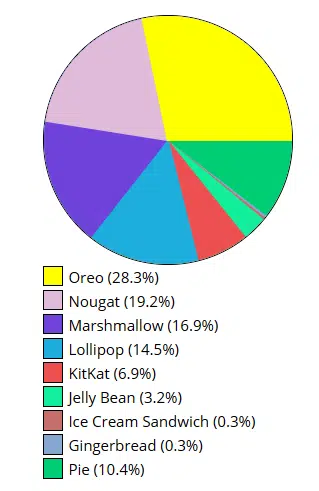 Oreo (28.3%)
Nougat (19.2%)
Marshmallow (16.9%)
Lollipop (14.5%)
KitKat (6.9%)
Jelly Bean (3.2%)
Ice Cream Sandwich (0.3%)
Gingerbread (0.3%)
Pie (10.4%)